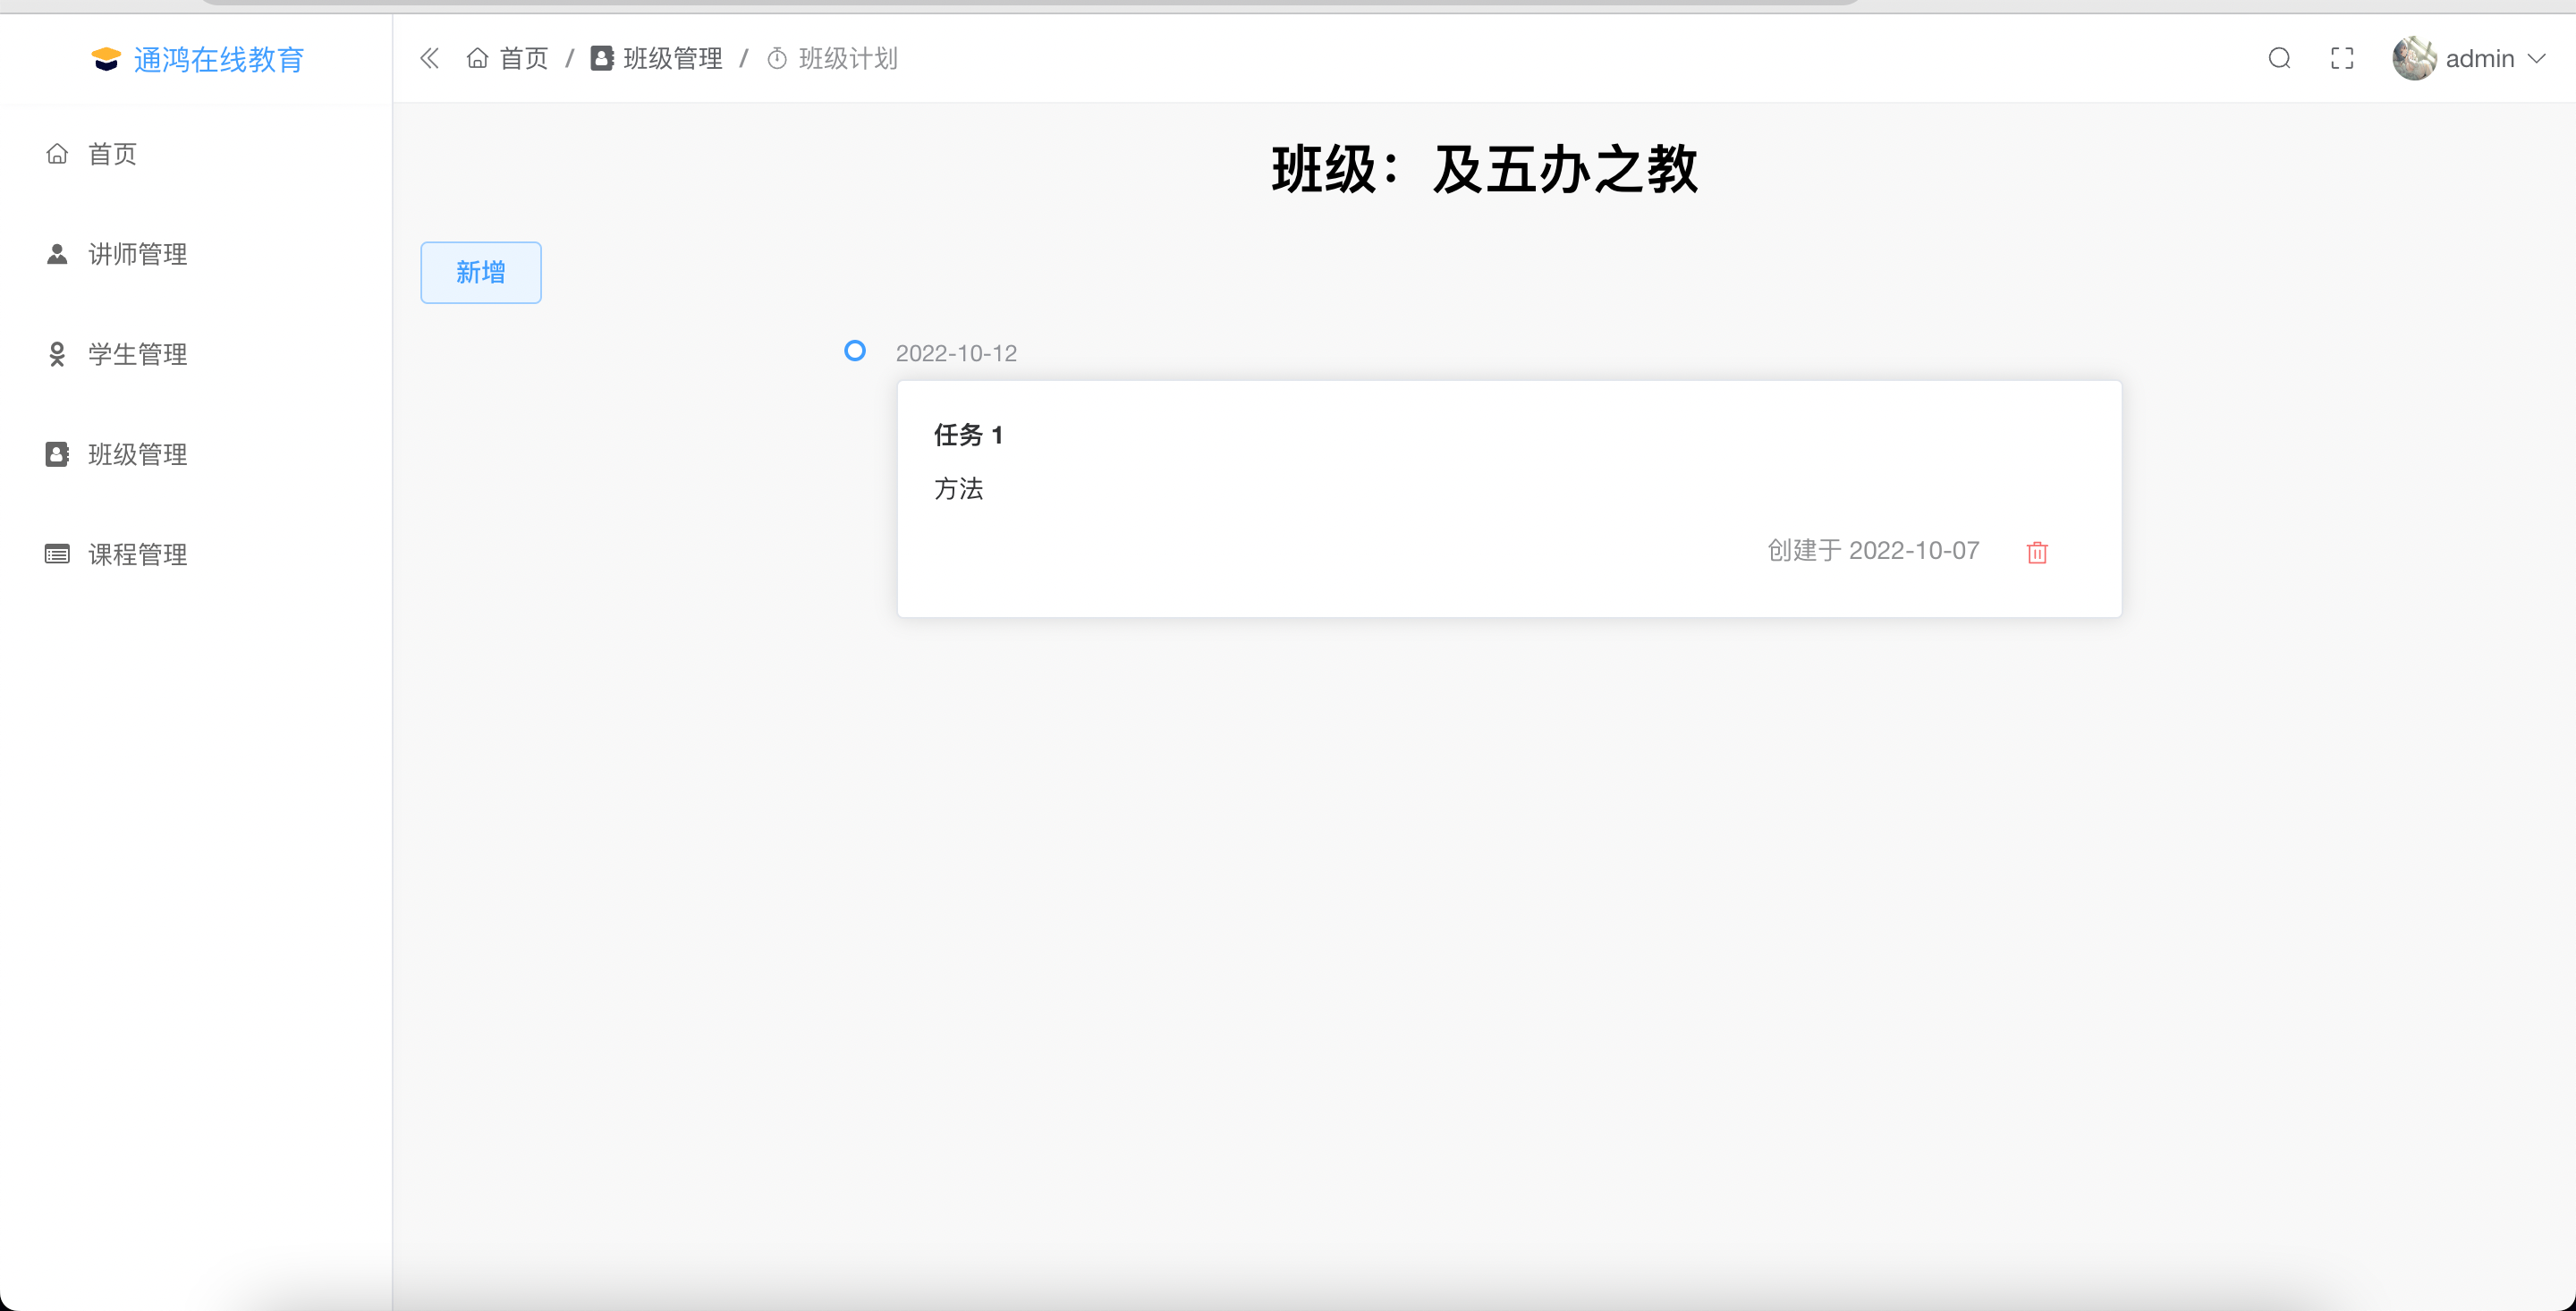 通鸿在线教育
首页 / 班级管理 / 班级计划
admin
首页
讲师管理
学生管理
班级管理
课程管理
班级：及五办之教
新增
2022-10-12
任务 1
方法
创建于 2022-10-07